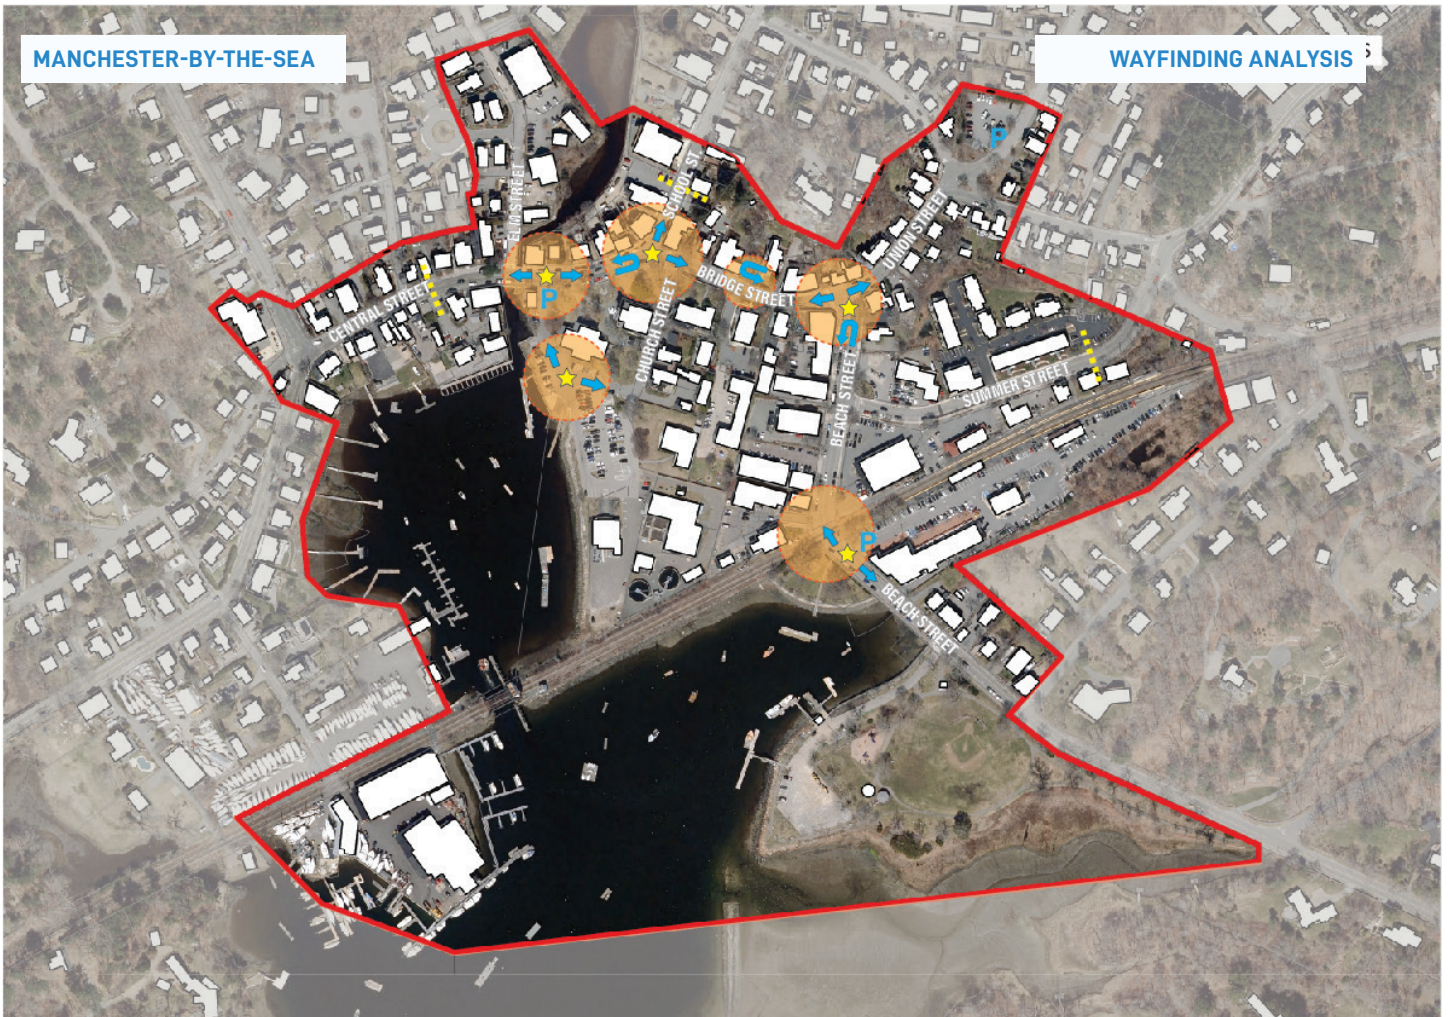 MANCHESTER-BY-THE-SEA
WAYFINDING ANALYSIS
S
P
ELM STREET
SCHOOL ST
UNION STREET
CENTRAL STREET
P
BRIDGE STREET
CHURCH STREET
BEACH STREET
SUMMER STREET
P
BEACH STREET